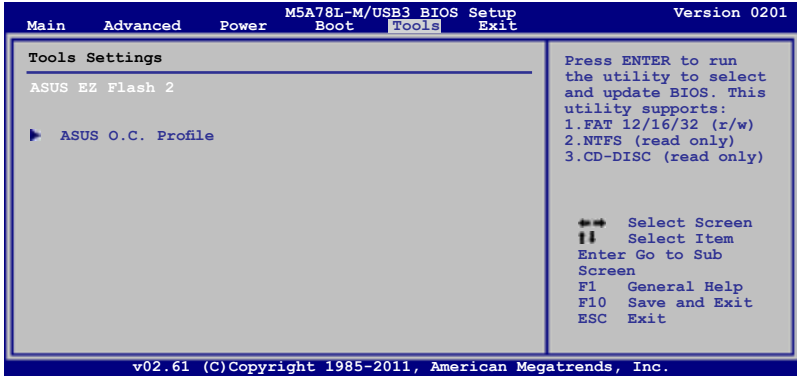 M5A78L-M/USB3 BIOS Setup
Version 0201
Main Advanced Power Boot Tools Exit
Tools Settings
ASUS EZ Flash 2
ASUS O.C. Profile
Press ENTER to run
the utility to select
and update BIOS. This
utility supports:
1.FAT 12/16/32 (r/w)
2.NTFS (read only)
3.CD-DISC (read only)
Select Screen
Select Item
Enter Go to Sub
Screen
F1 General Help
F10 Save and Exit
ESC Exit
v02.61 (C)Copyright 1985-2011, American Megatrends, Inc.